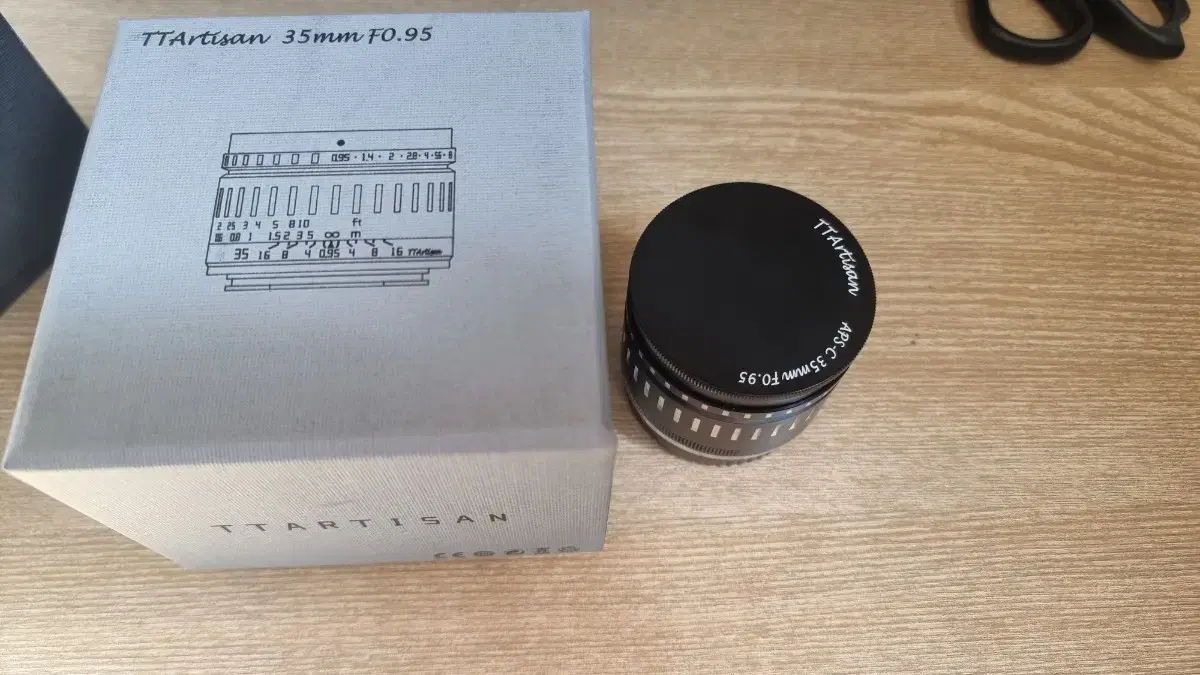 TTArtisan 35mm F0.95
0.95 · 1.4 · 2 · 2.8 · 4 · 5.6 · 8
2 2.5 3 4 5 8 10 ft
0.8 1 1.5 2 3 5 ∞ m
35 16 8 4 0.95 4 8 16 TTArtisan
TTARTISAN
CE
TTArtisan
APS-C 35mm F0.95